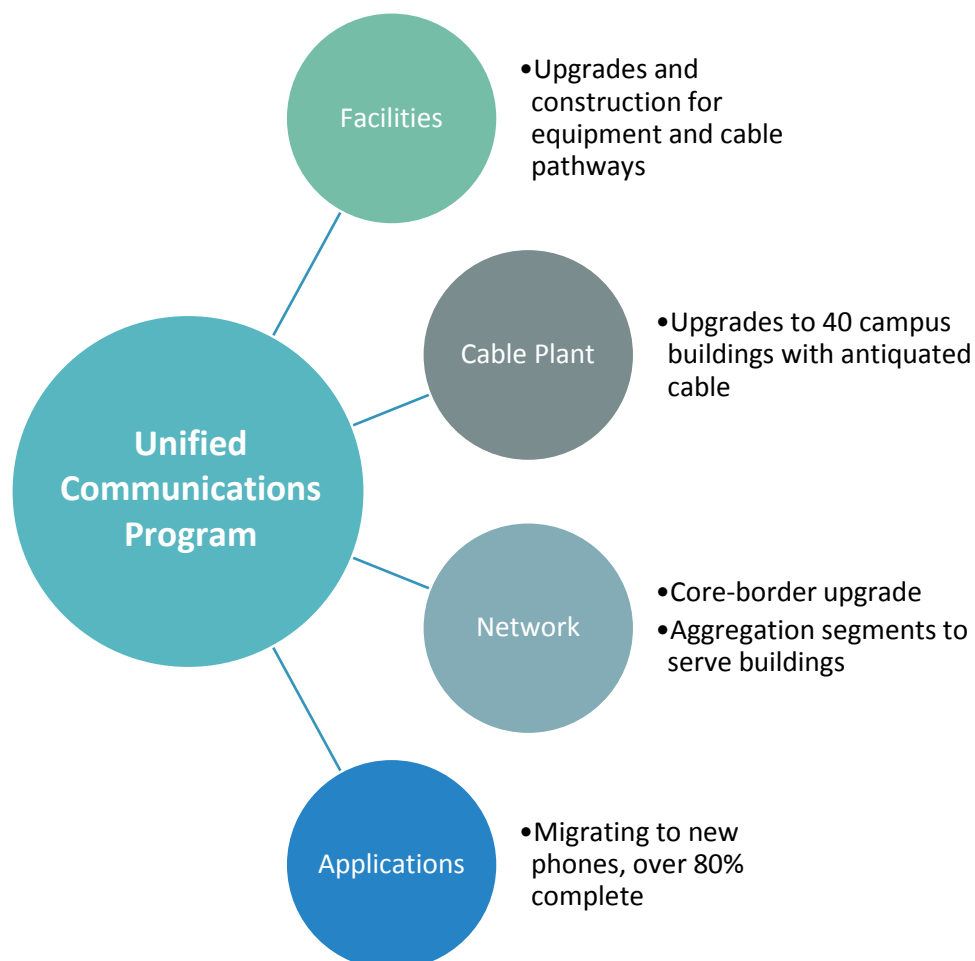 Facilities
•Upgrades and
construction for
equipment and cable
pathways
Cable Plant
•Upgrades to 40 campus
buildings with antiquated
cable
Unified
Communications
Program
Network
•Core-border upgrade
•Aggregation segments to
serve buildings
Applications
•Migrating to new
phones, over 80%
complete